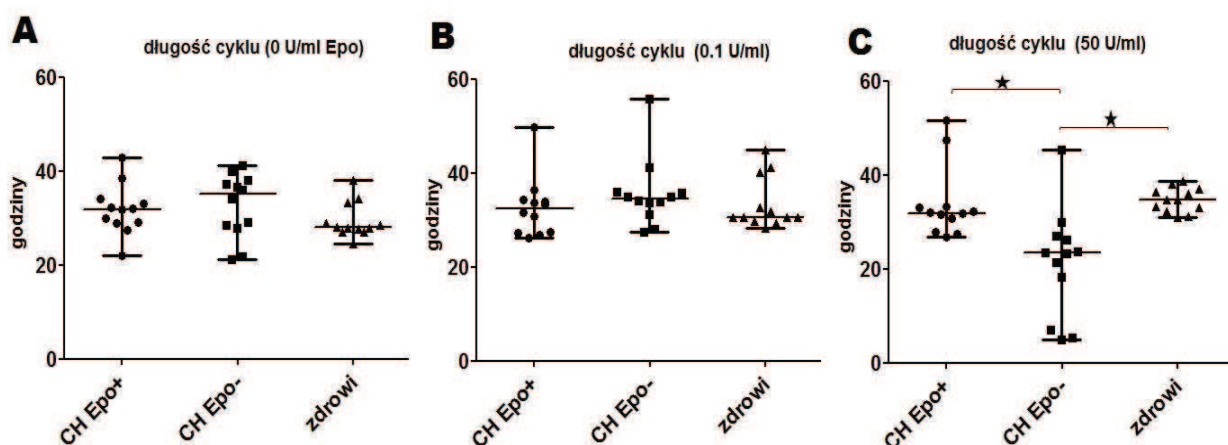 A
długość cyklu (0 U/ml Epo)
godziny
60
40
20
0
CH Epo+
CH Epo-
zdrowi
B
długość cyklu (0.1 U/ml)
godziny
60
40
20
0
CH Epo+
CH Epo-
zdrowi
C
długość cyklu (50 U/ml)
godziny
60
40
20
0
CH Epo+
CH Epo-
zdrowi